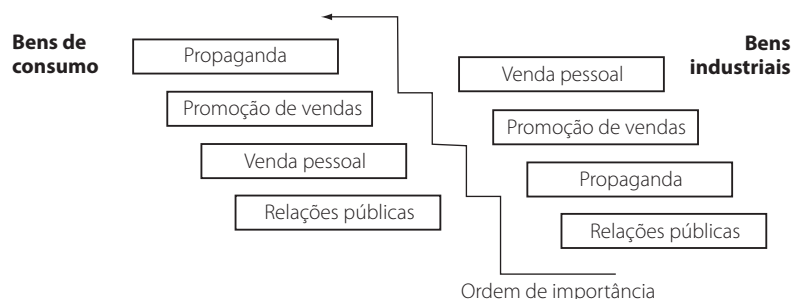 Bens de
consumo
Propaganda
Promoção de vendas
Venda pessoal
Relações públicas
Bens
industriais
Venda pessoal
Promoção de vendas
Propaganda
Relações públicas
Ordem de importância